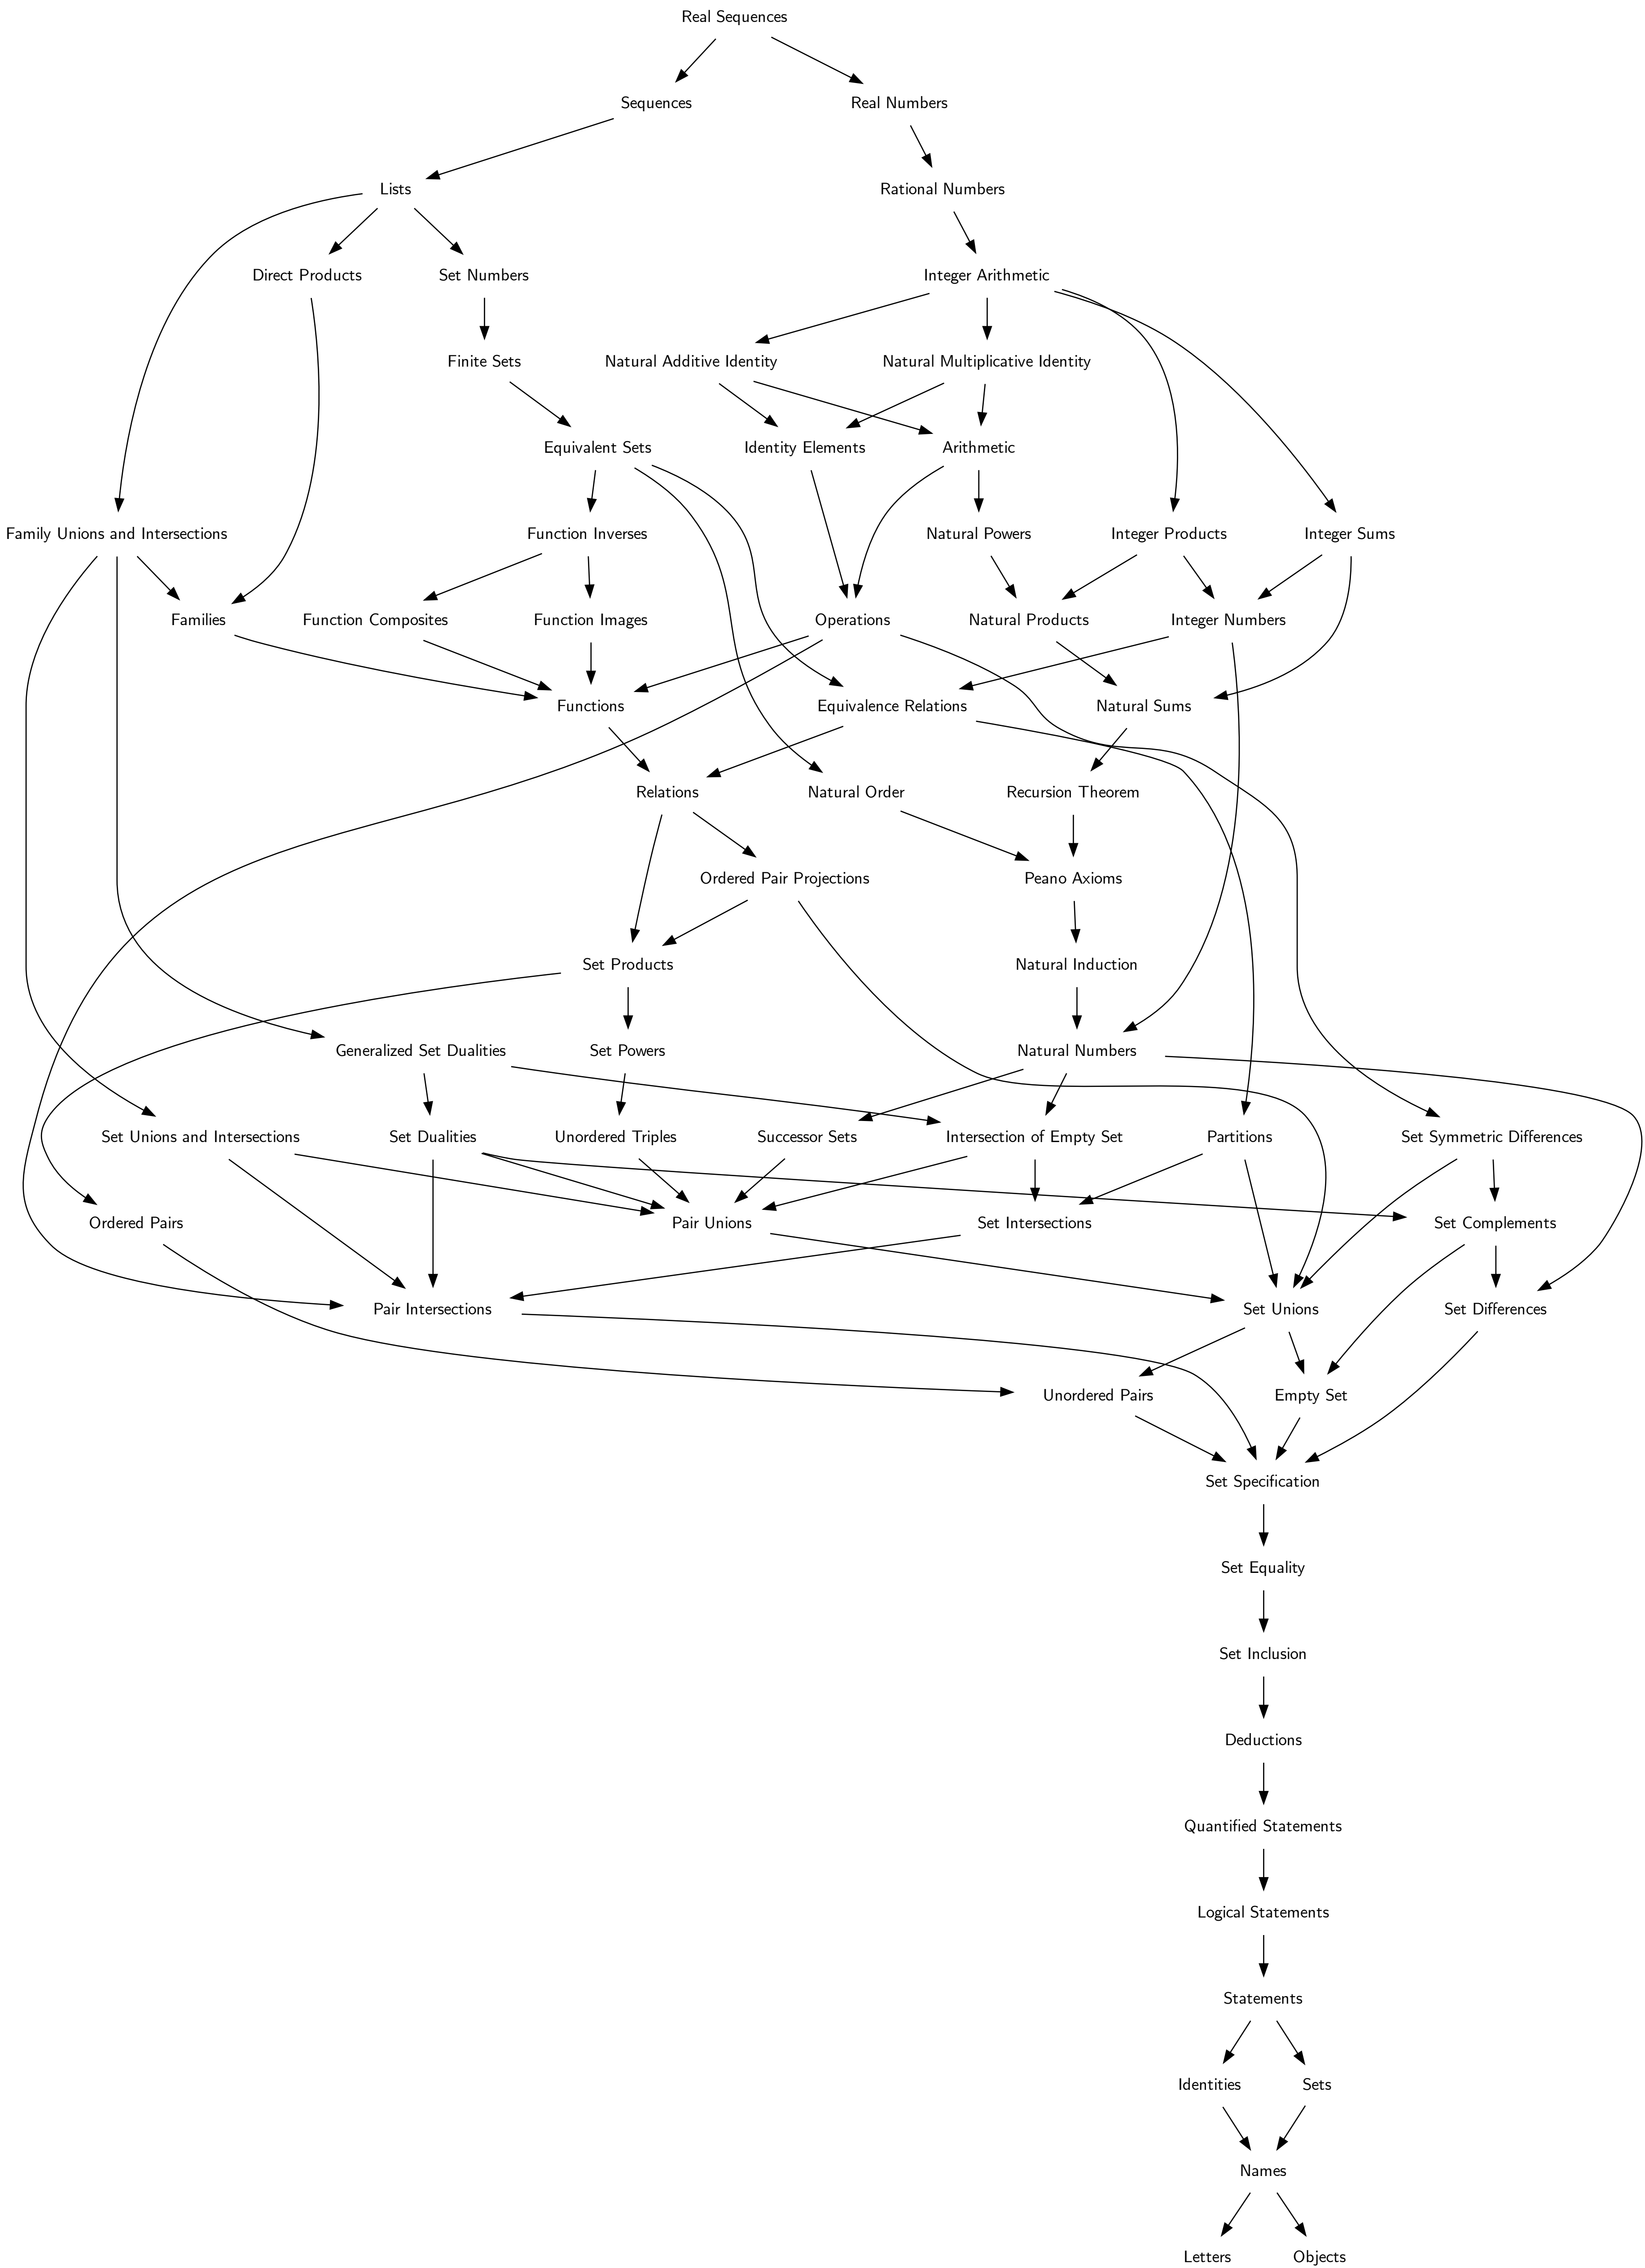 Real Sequences
Sequences
Real Numbers
Lists
Rational Numbers
Direct Products
Set Numbers
Integer Arithmetic
Finite Sets
Natural Additive Identity
Natural Multiplicative Identity
Equivalent Sets
Identity Elements
Arithmetic
Family Unions and Intersections
Function Inverses
Natural Powers
Integer Products
Integer Sums
Families
Function Composites
Function Images
Operations
Natural Products
Integer Numbers
Functions
Equivalence Relations
Natural Sums
Relations
Natural Order
Recursion Theorem
Ordered Pair Projections
Peano Axioms
Set Products
Natural Induction
Generalized Set Dualities
Set Powers
Natural Numbers
Set Unions and Intersections
Set Dualities
Unordered Triples
Successor Sets
Intersection of Empty Set
Partitions
Set Symmetric Differences
Ordered Pairs
Pair Unions
Set Intersections
Set Complements
Pair Intersections
Set Unions
Set Differences
Unordered Pairs
Empty Set
Set Specification
Set Equality
Set Inclusion
Deductions
Quantified Statements
Logical Statements
Statements
Identities
Sets
Names
Letters
Objects